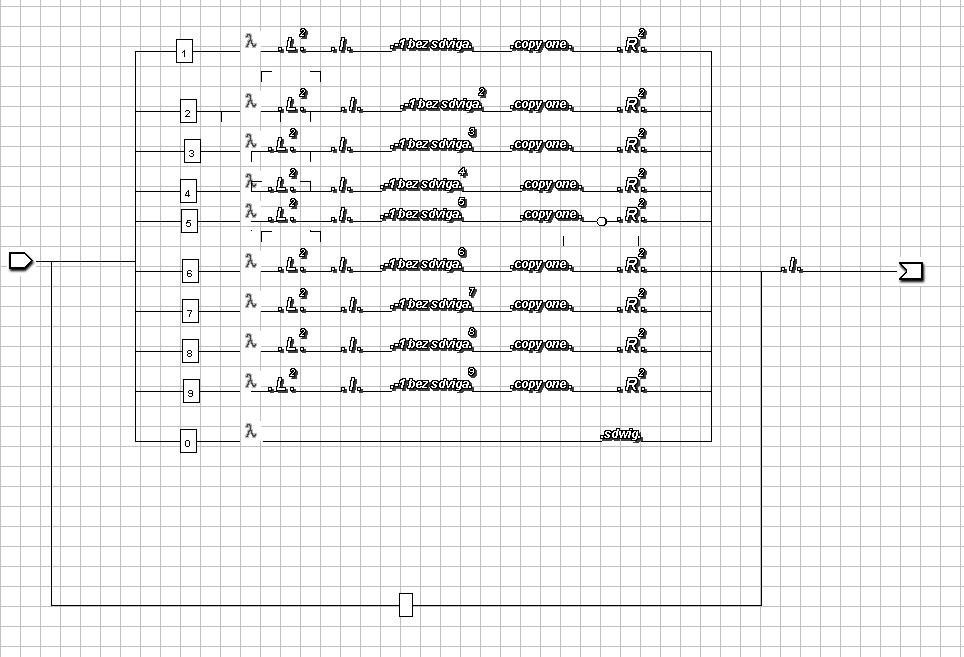 1 λ .L.² .l. .-1 bez sdviga. .copy one. .R.²
2 λ .L.² .l. .-1 bez sdviga.² .copy one. .R.²
3 λ .L.² .l. .-1 bez sdviga.³ .copy one. .R.²
4 λ .L.² .l. .-1 bez sdviga.⁴ .copy one. .R.²
5 λ .L.² .l. .-1 bez sdviga.⁵ .copy one. .R.²
6 λ .L.² .l. .-1 bez sdviga.⁶ .copy one. .R.² .l.
7 λ .L.² .l. .-1 bez sdviga.⁷ .copy one. .R.²
8 λ .L.² .l. .-1 bez sdviga.⁸ .copy one. .R.²
9 λ .L.² .l. .-1 bez sdviga.⁹ .copy one. .R.²
0 λ .sdwig.